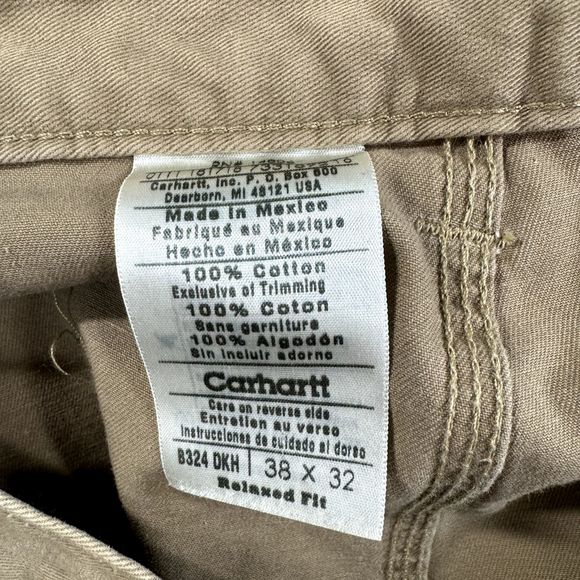 Carhartt, Inc. P. O. Box 600
Dearborn, MI 48121 USA
Made in Mexico
Fabriqué au Mexique
Hecho en México
100% Cotton
Exclusive of Trimming
100% Coton
Sans garniture
100% Algodón
Sin incluir adorno
Carhartt
Care on reverse side
Entretien au verso
Instrucciones de cuidado al dorso
B324 DKH 38 X 32
Relaxed Fit